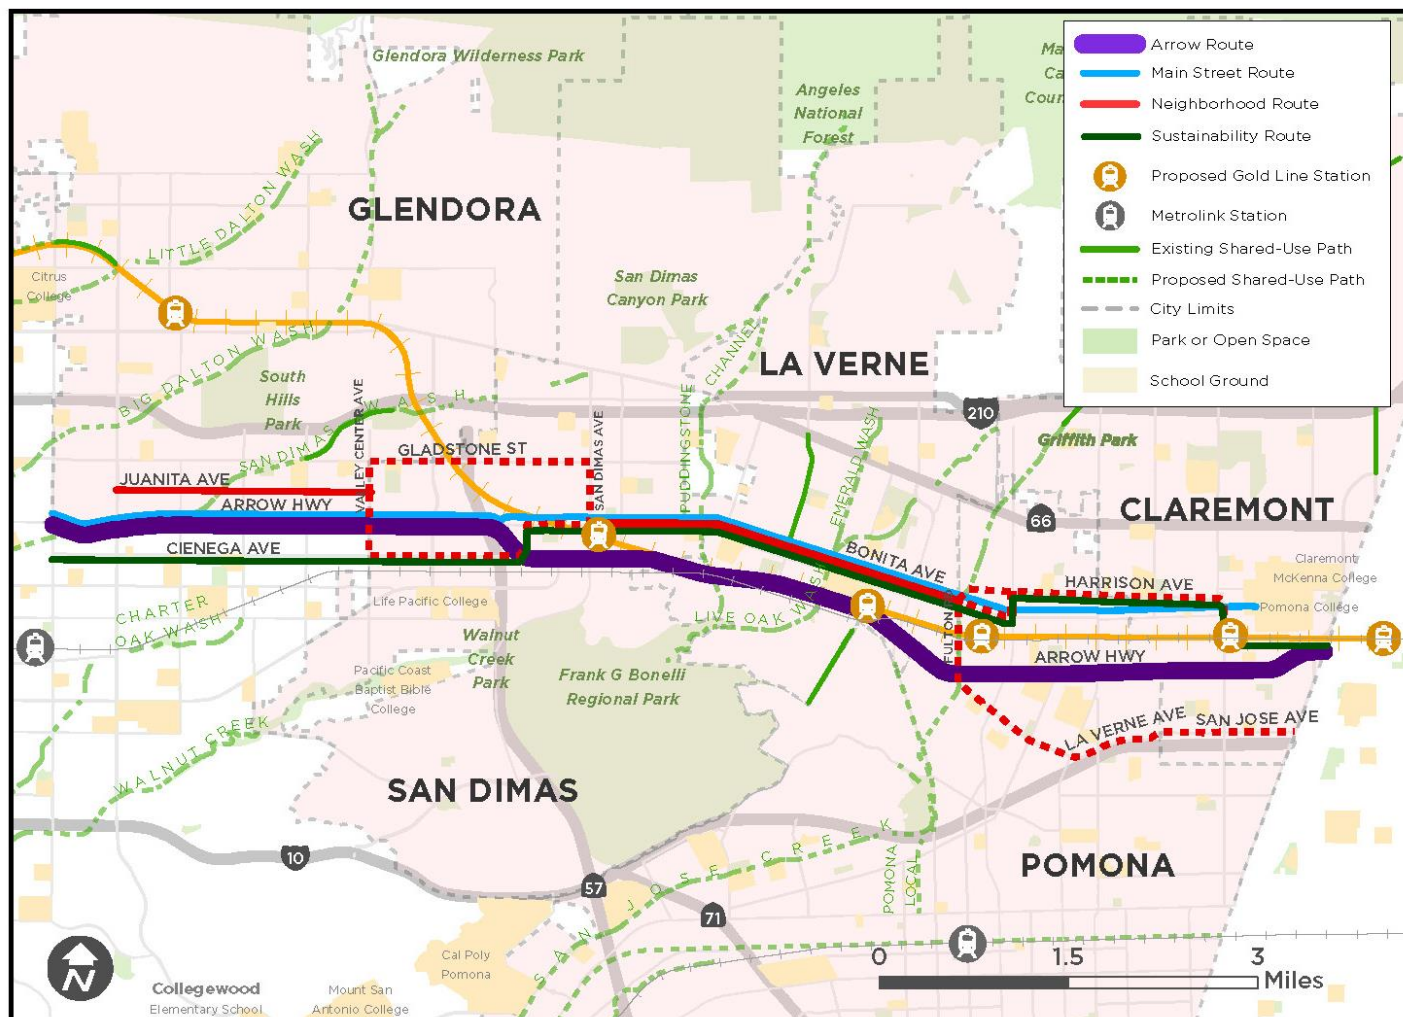 Glendora Wilderness Park
Ma
Ca
Coun
Angeles
National
Forest
Arrow Route
Main Street Route
Neighborhood Route
Sustainability Route
Proposed Gold Line Station
Metrolink Station
Existing Shared-Use Path
Proposed Shared-Use Path
City Limits
Park or Open Space
School Ground
LITTLE DALTON WASH
GLENDORA
Citrus
College
San Dimas
Canyon Park
BIG DALTON WASH
South
Hills
Park
LA VERNE
PUDDINGSTONE CHANNEL
210
SAN DIMAS WASH
VALLEY CENTER AVE
GLADSTONE ST
SAN DIMAS AVE
EMERALD WASH
Griffith Park
JUANITA AVE
ARROW HWY
CIENEGA AVE
66
CLAREMONT
BONITA AVE
Claremont
McKenna College
HARRISON AVE
Pomona College
CHARTER
OAK WASH
Life Pacific College
LIVE OAK WASH
FULTON RD
Walnut
Creek
Park
ARROW HWY
Pacific Coast
Baptist Bible
College
Frank G Bonelli
Regional Park
LA VERNE AVE
SAN JOSE AVE
WALNUT CREEK
SAN DIMAS
10
57
71
SAN JOSE CREEK
POMONA
LOCAL
POMONA
Cal Poly
Pomona
N
Collegewood
Elementary School
Mount San
Antonio College
0
1.5
3
Miles